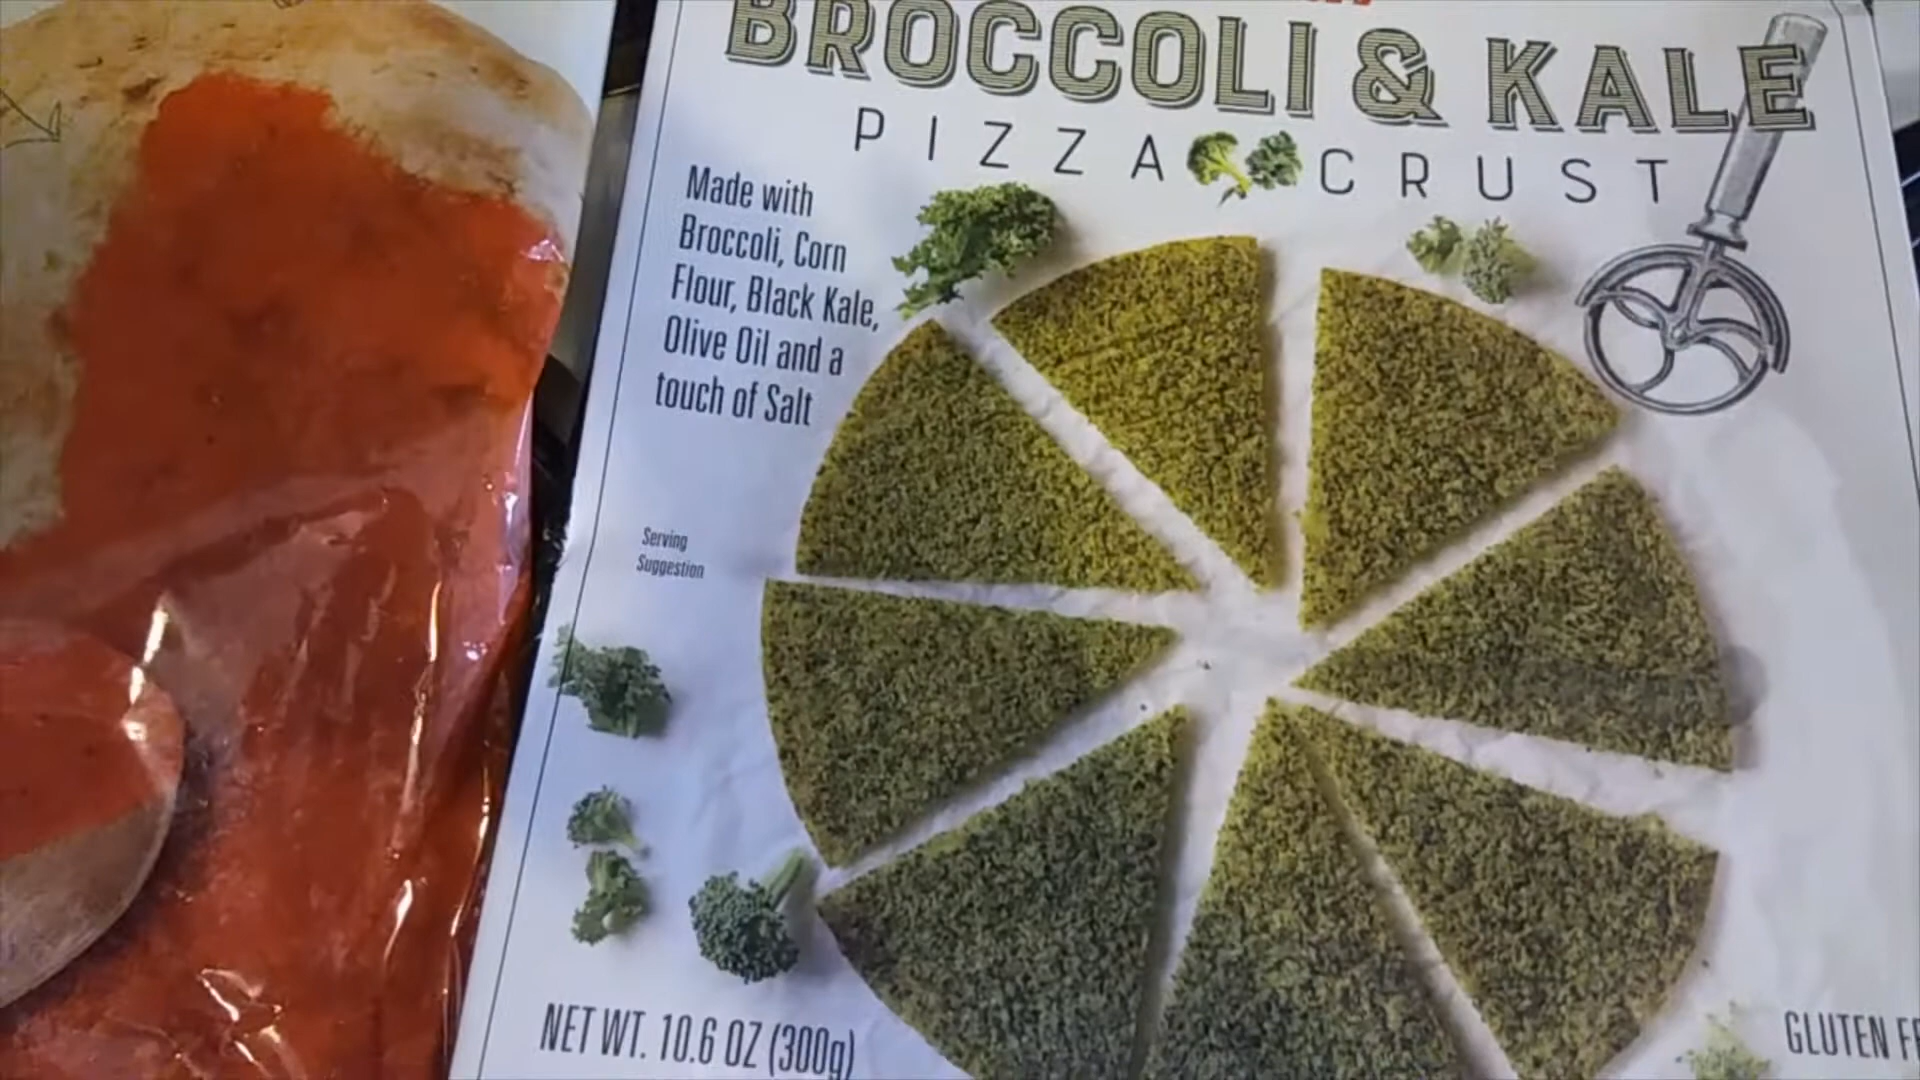 BROCCOLI & KALE
PIZZA CRUST
Made with
Broccoli, Corn
Flour, Black Kale,
Olive Oil and a
touch of Salt
Serving
Suggestion
NET WT. 10.6 OZ (300g)
GLUTEN